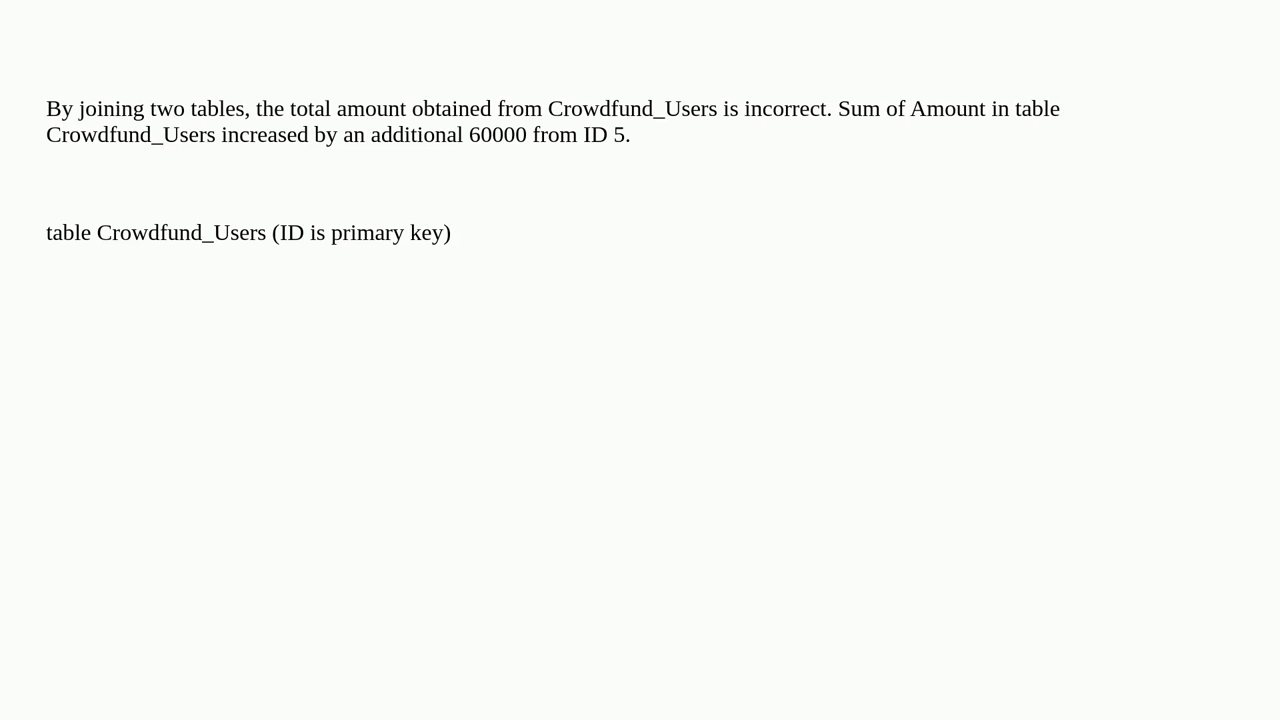 By joining two tables, the total amount obtained from Crowdfund_Users is incorrect. Sum of Amount in table
Crowdfund_Users increased by an additional 60000 from ID 5.
table Crowdfund_Users (ID is primary key)